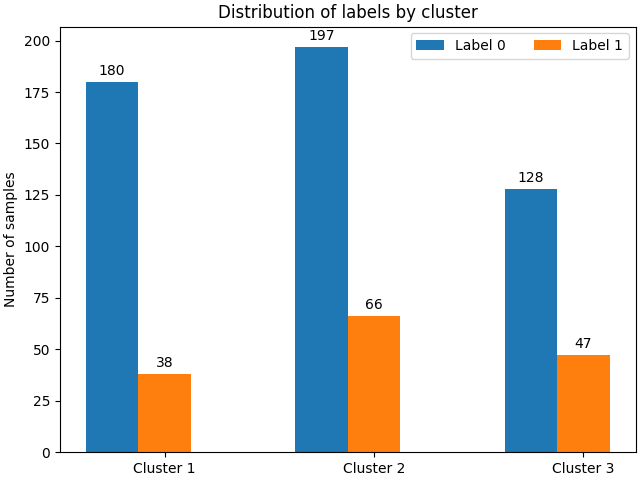 Distribution of labels by cluster
Label 0
Label 1
Number of samples
200
175
150
125
100
75
50
25
0
180
38
197
66
128
47
Cluster 1
Cluster 2
Cluster 3